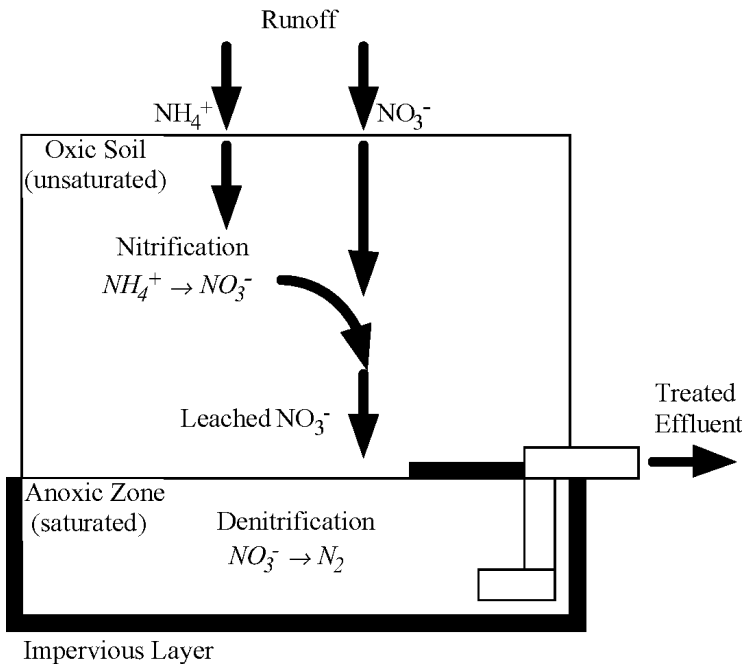 Runoff
NH₄⁺
NO₃⁻
Oxic Soil
(unsaturated)
Nitrification
NH₄⁺ → NO₃⁻
Leached NO₃⁻
Treated
Effluent
Anoxic Zone
(saturated)
Denitrification
NO₃⁻ → N₂
Impervious Layer